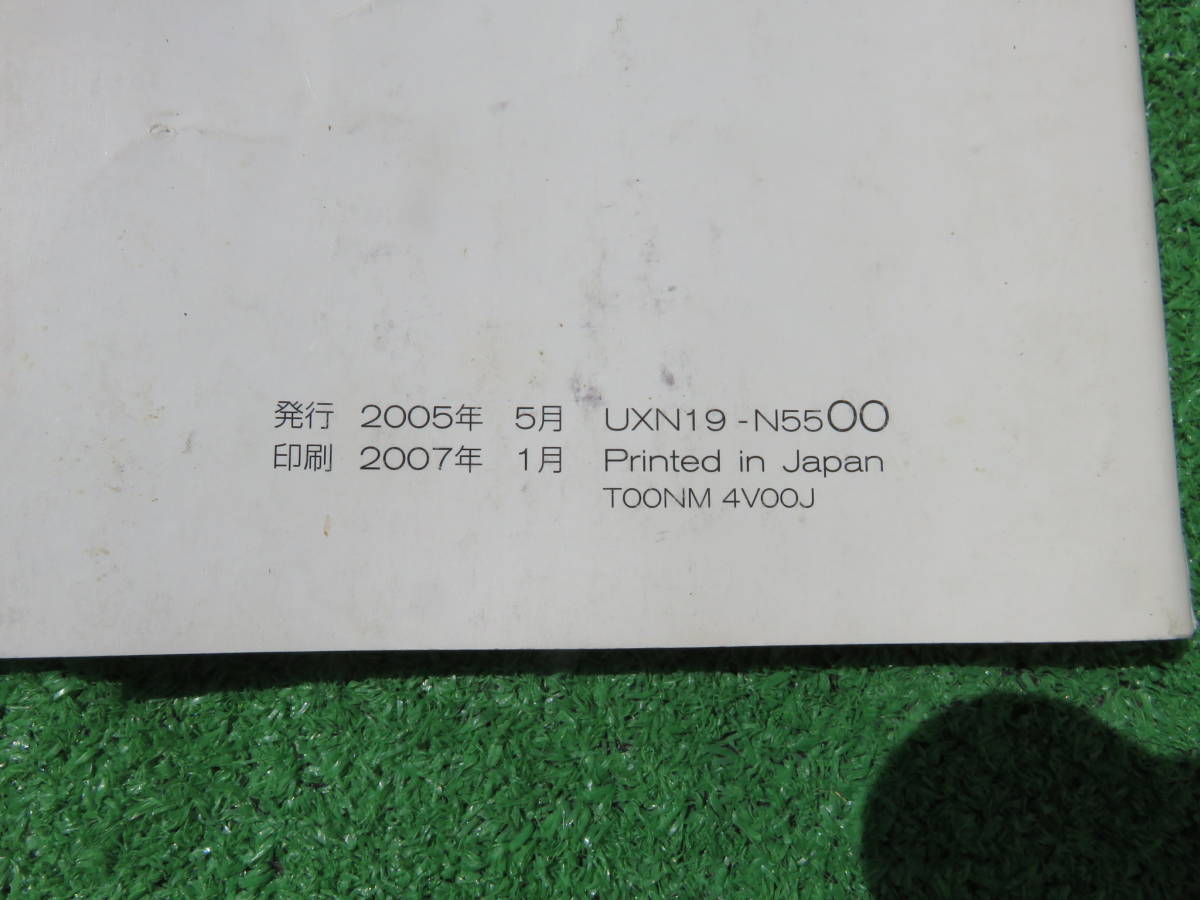 発行 2005年 5月 UXN19-N5500
印刷 2007年 1月 Printed in Japan
T00NM 4V00J